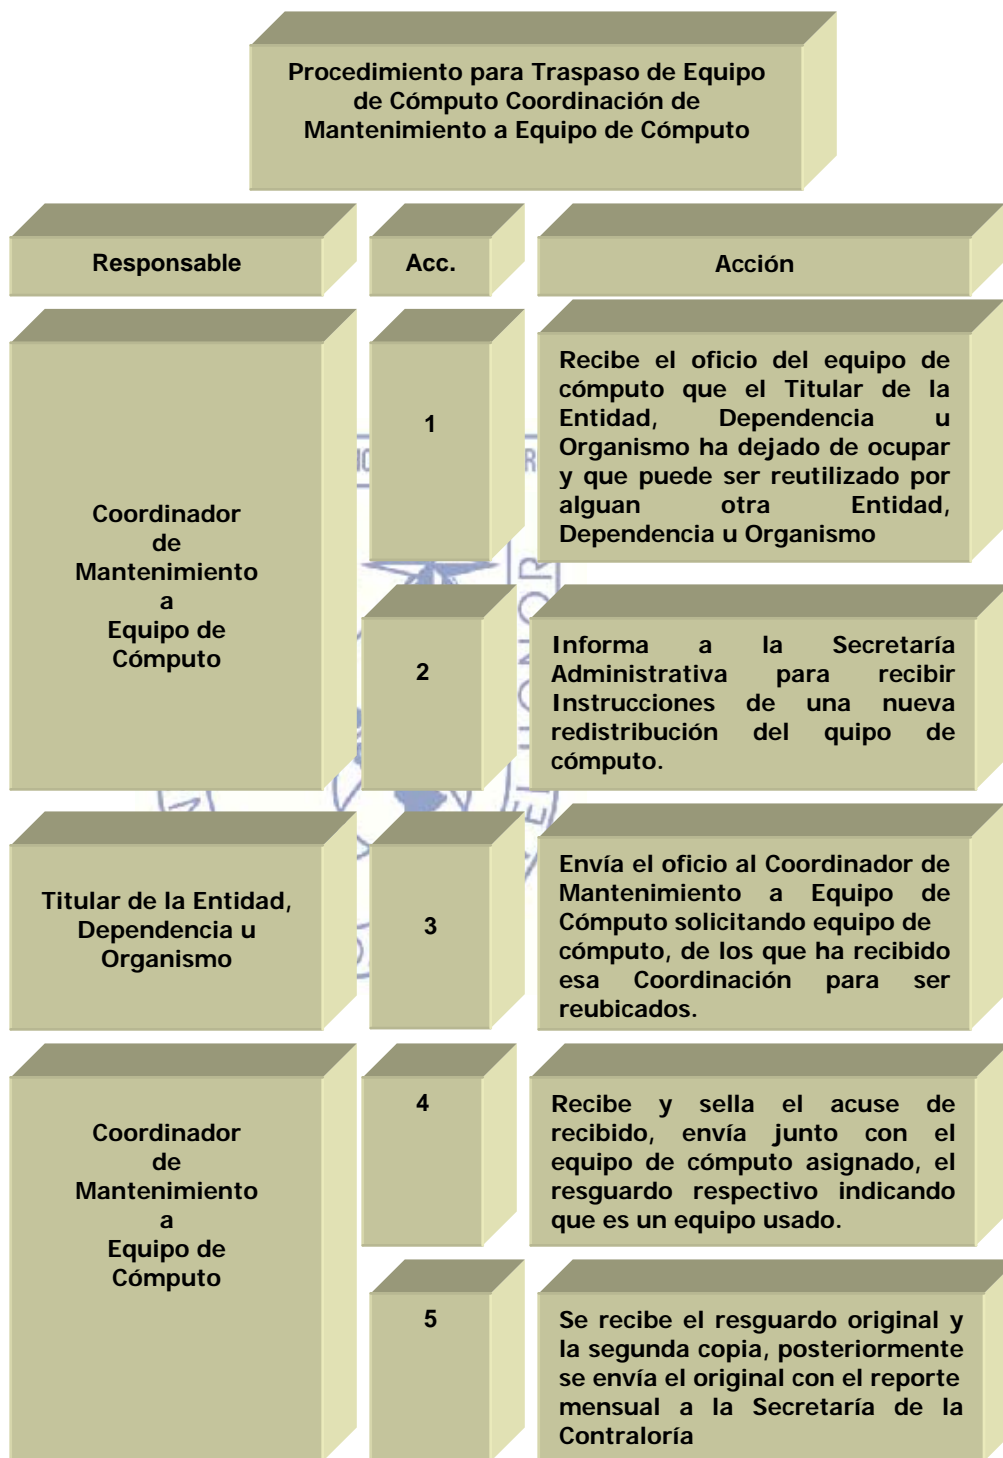 Procedimiento para Traspaso de Equipo
de Cómputo Coordinación de
Mantenimiento a Equipo de Cómputo
Responsable
Acc.
Acción
Coordinador
de
Mantenimiento
a
Equipo de
Cómputo
1
Recibe el oficio del equipo de
cómputo que el Titular de la
Entidad, Dependencia u
Organismo ha dejado de ocupar
y que puede ser reutilizado por
alguan otra Entidad,
Dependencia u Organismo
2
Informa a la Secretaría
Administrativa para recibir
Instrucciones de una nueva
redistribución del quipo de
cómputo.
Titular de la Entidad,
Dependencia u
Organismo
3
Envía el oficio al Coordinador de
Mantenimiento a Equipo de
Cómputo solicitando equipo de
cómputo, de los que ha recibido
esa Coordinación para ser
reubicados.
Coordinador
de
Mantenimiento
a
Equipo de
Cómputo
4
Recibe y sella el acuse de
recibido, envía junto con el
equipo de cómputo asignado, el
resguardo respectivo indicando
que es un equipo usado.
5
Se recibe el resguardo original y
la segunda copia, posteriormente
se envía el original con el reporte
mensual a la Secretaría de la
Contraloría
HONOR